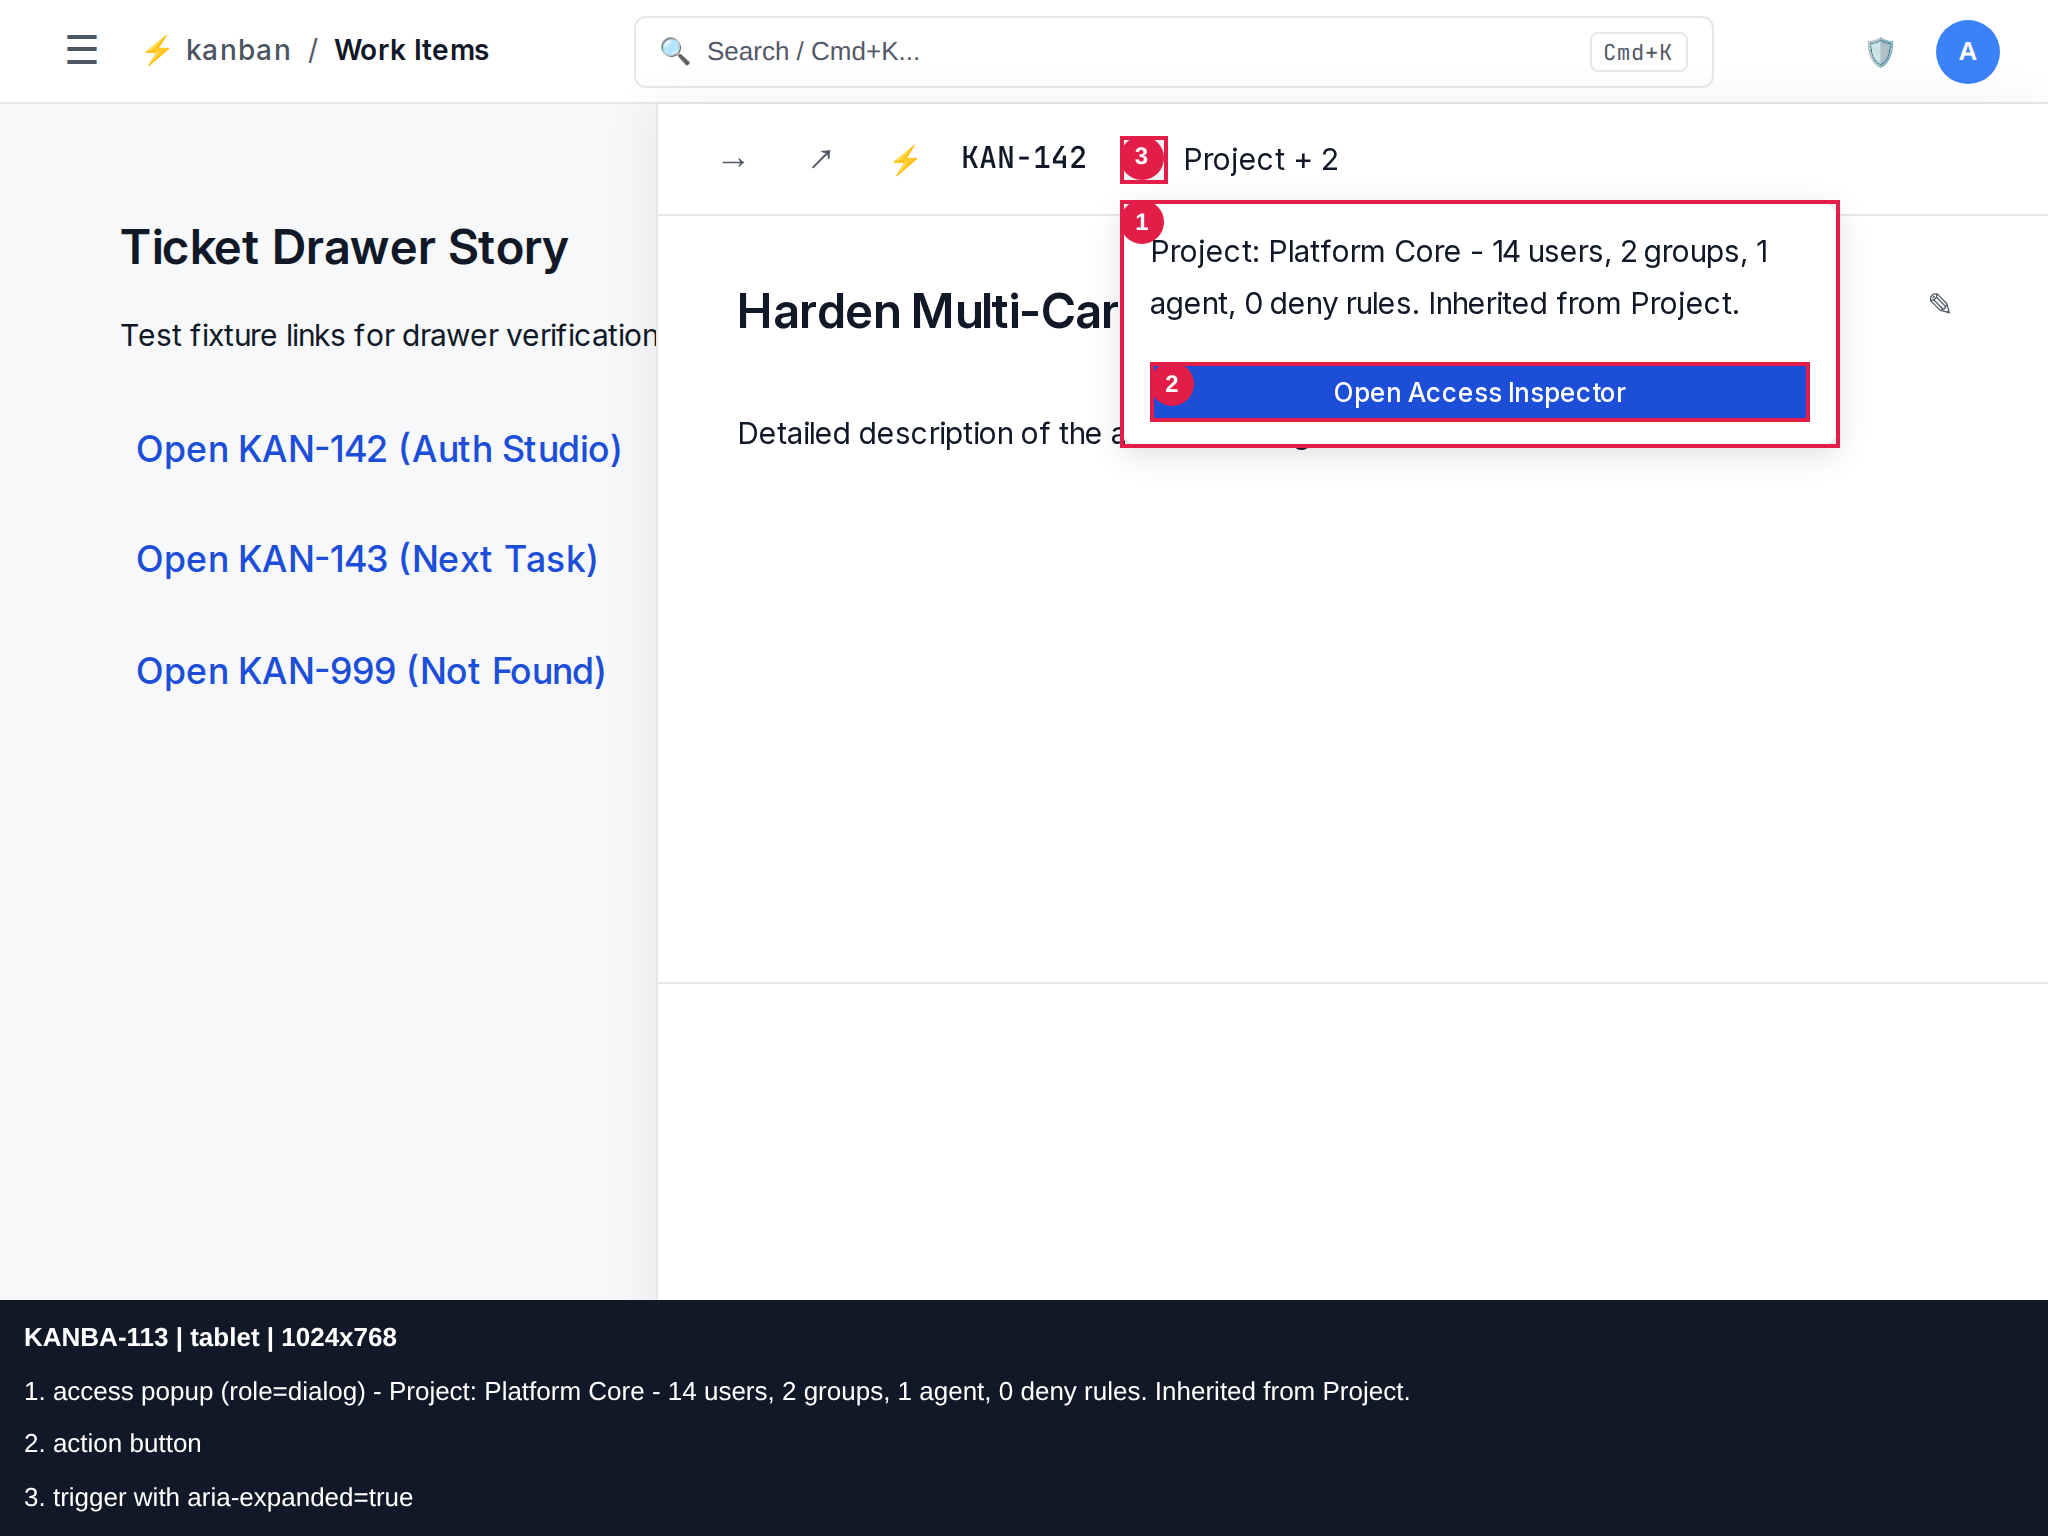 kanban / Work Items
Search / Cmd+K...
Cmd+K
A
KAN-142
3
Project + 2
Ticket Drawer Story
Test fixture links for drawer verification
Open KAN-142 (Auth Studio)
Open KAN-143 (Next Task)
Open KAN-999 (Not Found)
1
Project: Platform Core - 14 users, 2 groups, 1
agent, 0 deny rules. Inherited from Project.
2
Open Access Inspector
Harden Multi-Car
Detailed description of the a
KANBA-113 | tablet | 1024x768
1. access popup (role=dialog) - Project: Platform Core - 14 users, 2 groups, 1 agent, 0 deny rules. Inherited from Project.
2. action button
3. trigger with aria-expanded=true